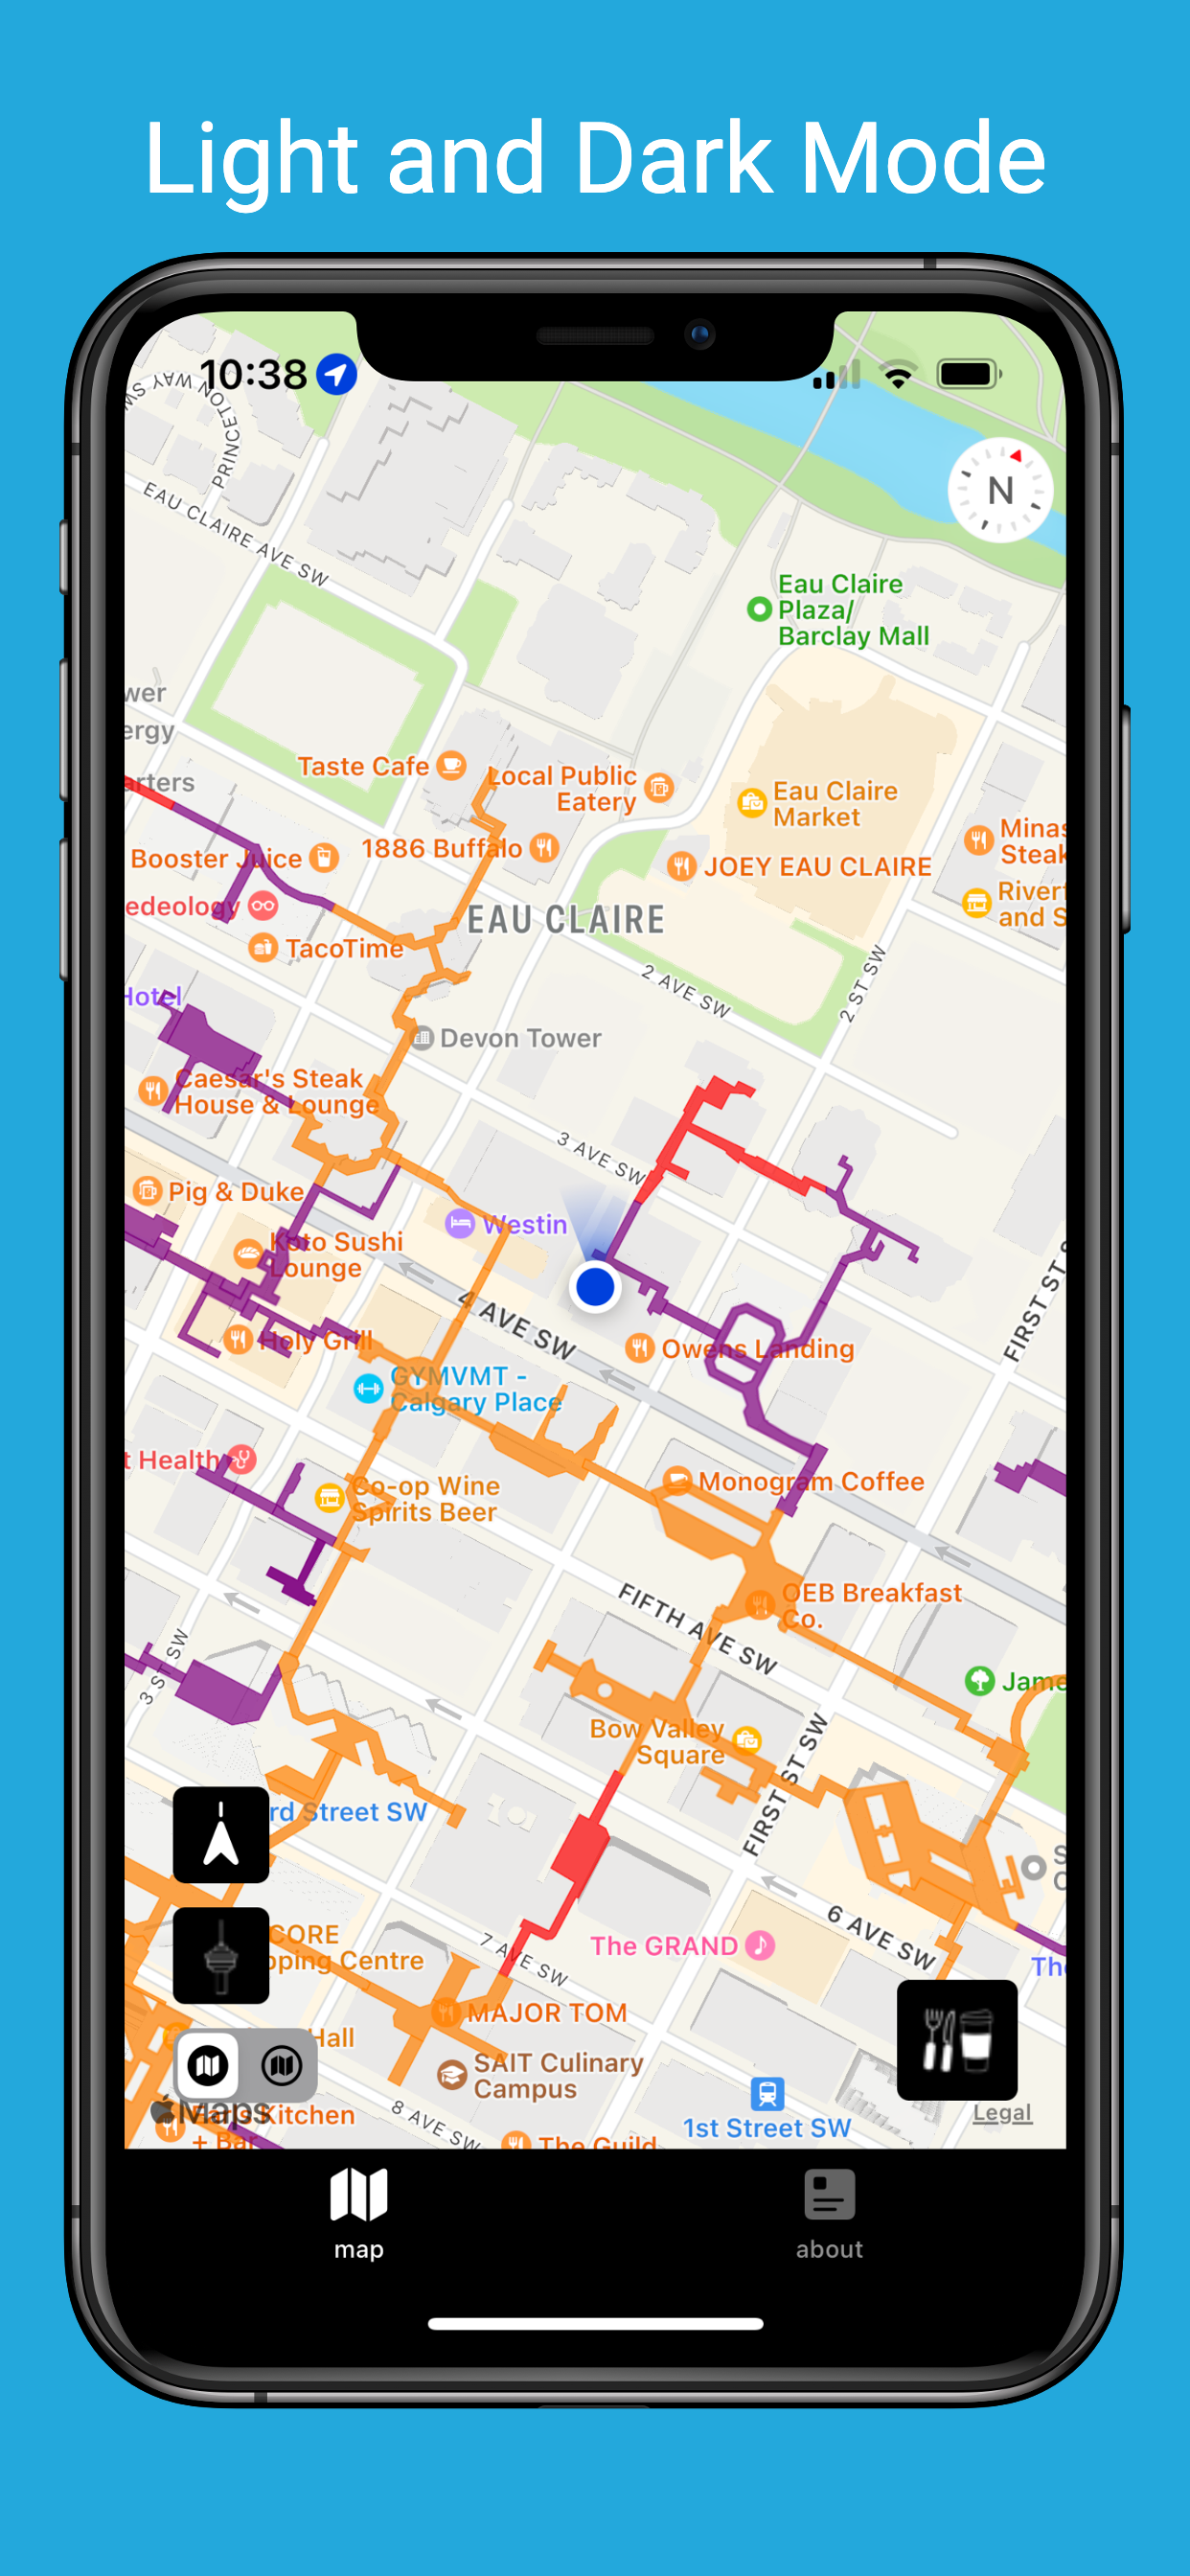 Light and Dark Mode
10:38
PRINCETON WAY SW
EAU CLAIRE AVE SW
N
Eau Claire
Plaza/
Barclay Mall
wer
ergy
arters
Taste Cafe
Local Public
Eatery
Eau Claire
Market
Minas
Steak
Booster Juice
1886 Buffalo
JOEY EAU CLAIRE
River
and S
edeology
EAU CLAIRE
TacoTime
2 AVE SW
2 ST SW
Hotel
Devon Tower
Caesar's Steak
House & Lounge
3 AVE SW
Pig & Duke
Westin
Koto Sushi
Lounge
FIRST ST S
4 AVE SW
Holy Grill
Owens Landing
GYMVMT -
Calgary Place
t Health
Monogram Coffee
Co-op Wine
Spirits Beer
OEB Breakfast
Co.
FIFTH AVE SW
3 ST SW
Jame
Bow Valley
Square
FIRST ST SW
rd Street SW
S
C
6 AVE SW
CORE
pping Centre
7 AVE SW
The GRAND
Th
MAJOR TOM
Hall
SAIT Culinary
Campus
Maps
Kitchen
+ Bar
8 AVE SW
1st Street SW
Legal
The Guild
map
about